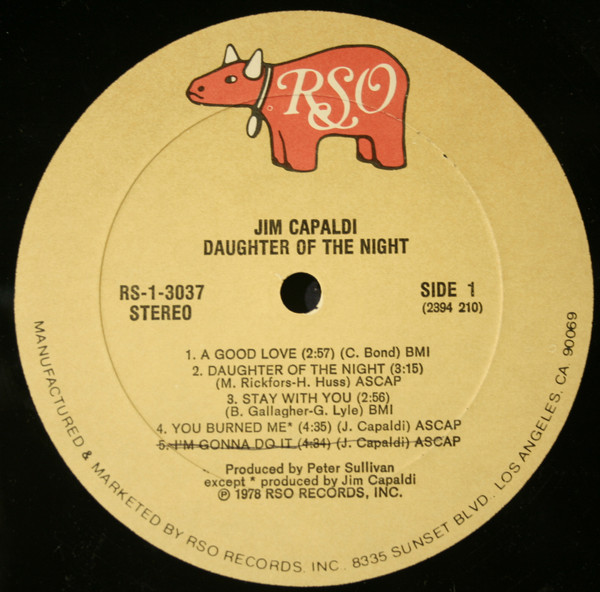 RSO
JIM CAPALDI
DAUGHTER OF THE NIGHT
RS-1-3037
STEREO
SIDE 1
(2394 210)
1. A GOOD LOVE (2:57) (C. Bond) BMI
2. DAUGHTER OF THE NIGHT (3:15)
(M. Rickfors-H. Huss) ASCAP
3. STAY WITH YOU (2:56)
(B. Gallagher-G. Lyle) BMI
4. YOU BURNED ME* (4:35) (J. Capaldi) ASCAP
5. I'M GONNA DO IT (4:34) (J. Capaldi) ASCAP
Produced by Peter Sullivan
except * produced by Jim Capaldi
℗ 1978 RSO RECORDS, INC.
MANUFACTURED & MARKETED BY RSO RECORDS, INC. 8335 SUNSET BLVD., LOS ANGELES, CA 90069